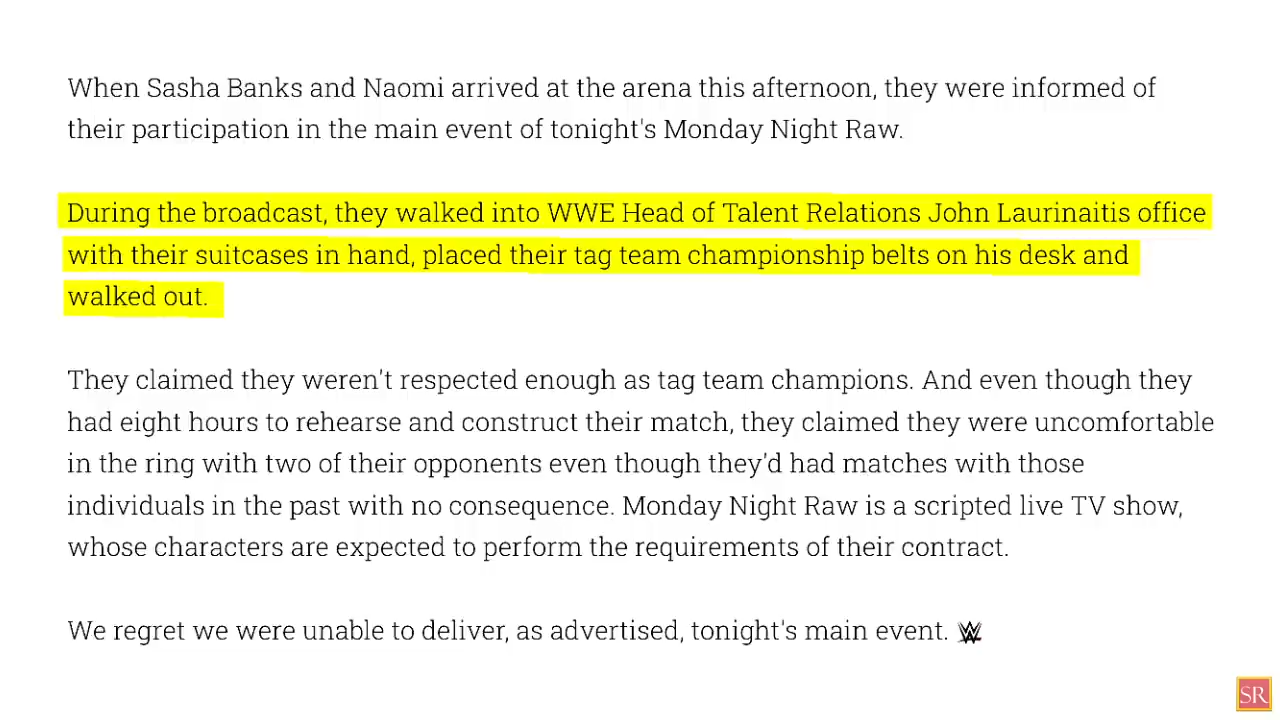 When Sasha Banks and Naomi arrived at the arena this afternoon, they were informed of
their participation in the main event of tonight's Monday Night Raw.
During the broadcast, they walked into WWE Head of Talent Relations John Laurinaitis office
with their suitcases in hand, placed their tag team championship belts on his desk and
walked out.
They claimed they weren't respected enough as tag team champions. And even though they
had eight hours to rehearse and construct their match, they claimed they were uncomfortable
in the ring with two of their opponents even though they'd had matches with those
individuals in the past with no consequence. Monday Night Raw is a scripted live TV show,
whose characters are expected to perform the requirements of their contract.
We regret we were unable to deliver, as advertised, tonight's main event. W
SR